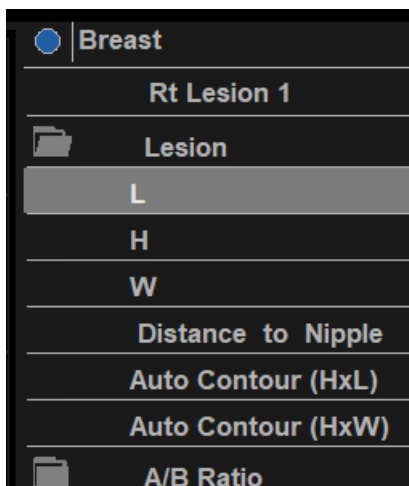 Breast
Rt Lesion 1
Lesion
L
H
W
Distance to Nipple
Auto Contour (HxL)
Auto Contour (HxW)
A/B Ratio